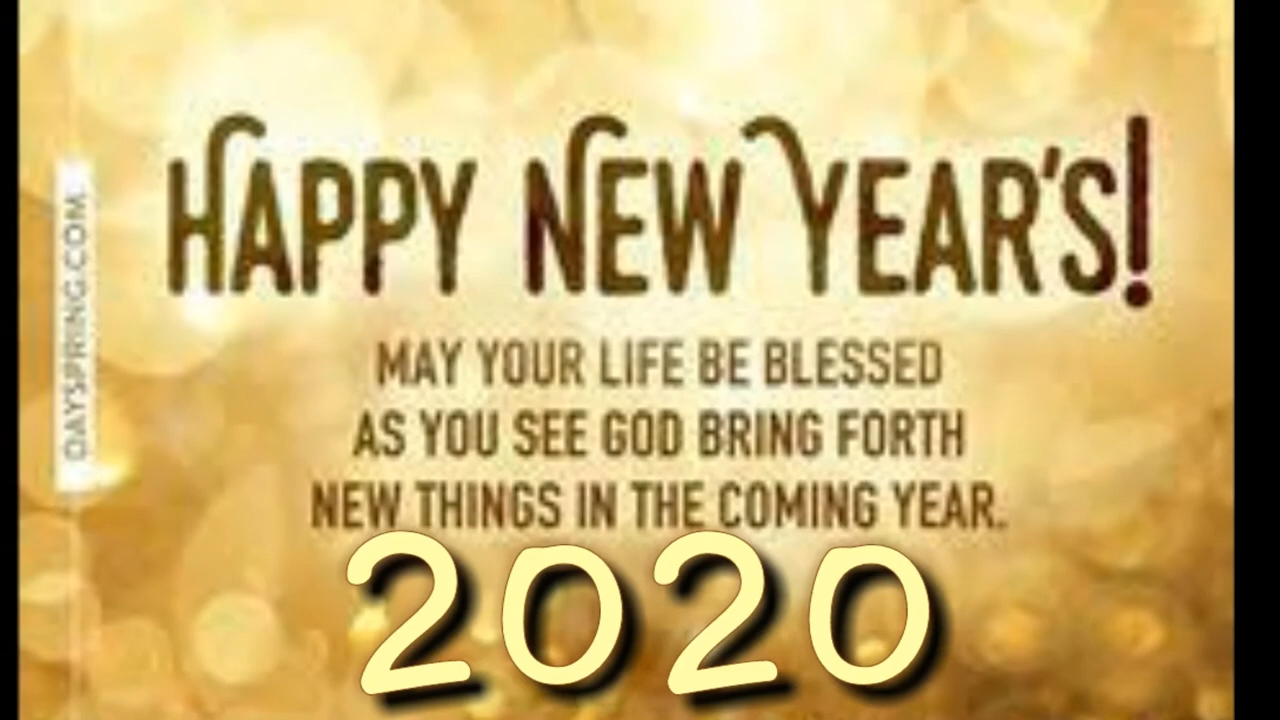 HAPPY NEW YEAR'S!
MAY YOUR LIFE BE BLESSED
AS YOU SEE GOD BRING FORTH
NEW THINGS IN THE COMING YEAR.
2020
DAYSPRING.COM